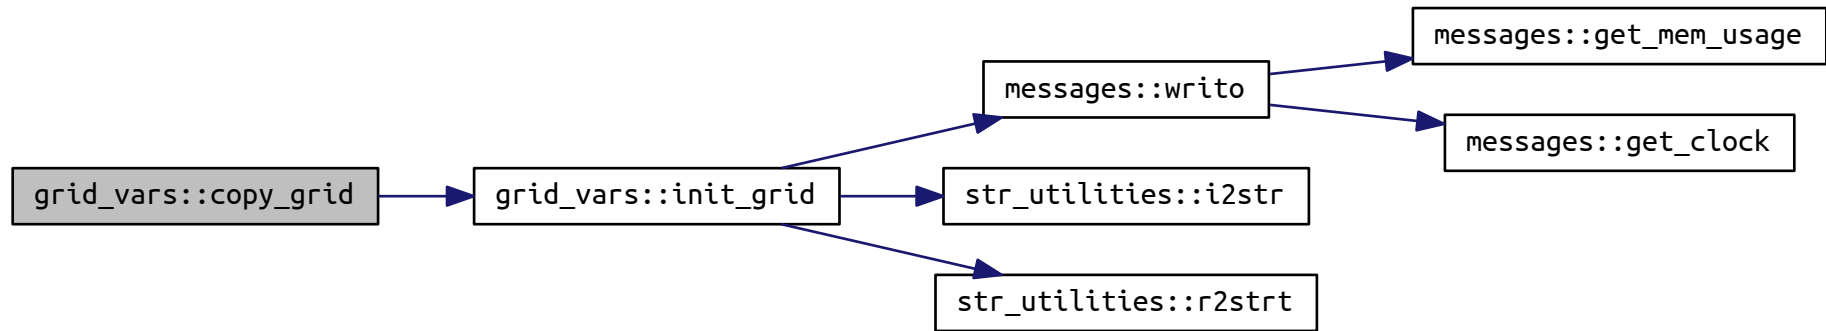 grid_vars::copy_grid
grid_vars::init_grid
messages::writo
messages::get_mem_usage
messages::get_clock
str_utilities::i2str
str_utilities::r2strt